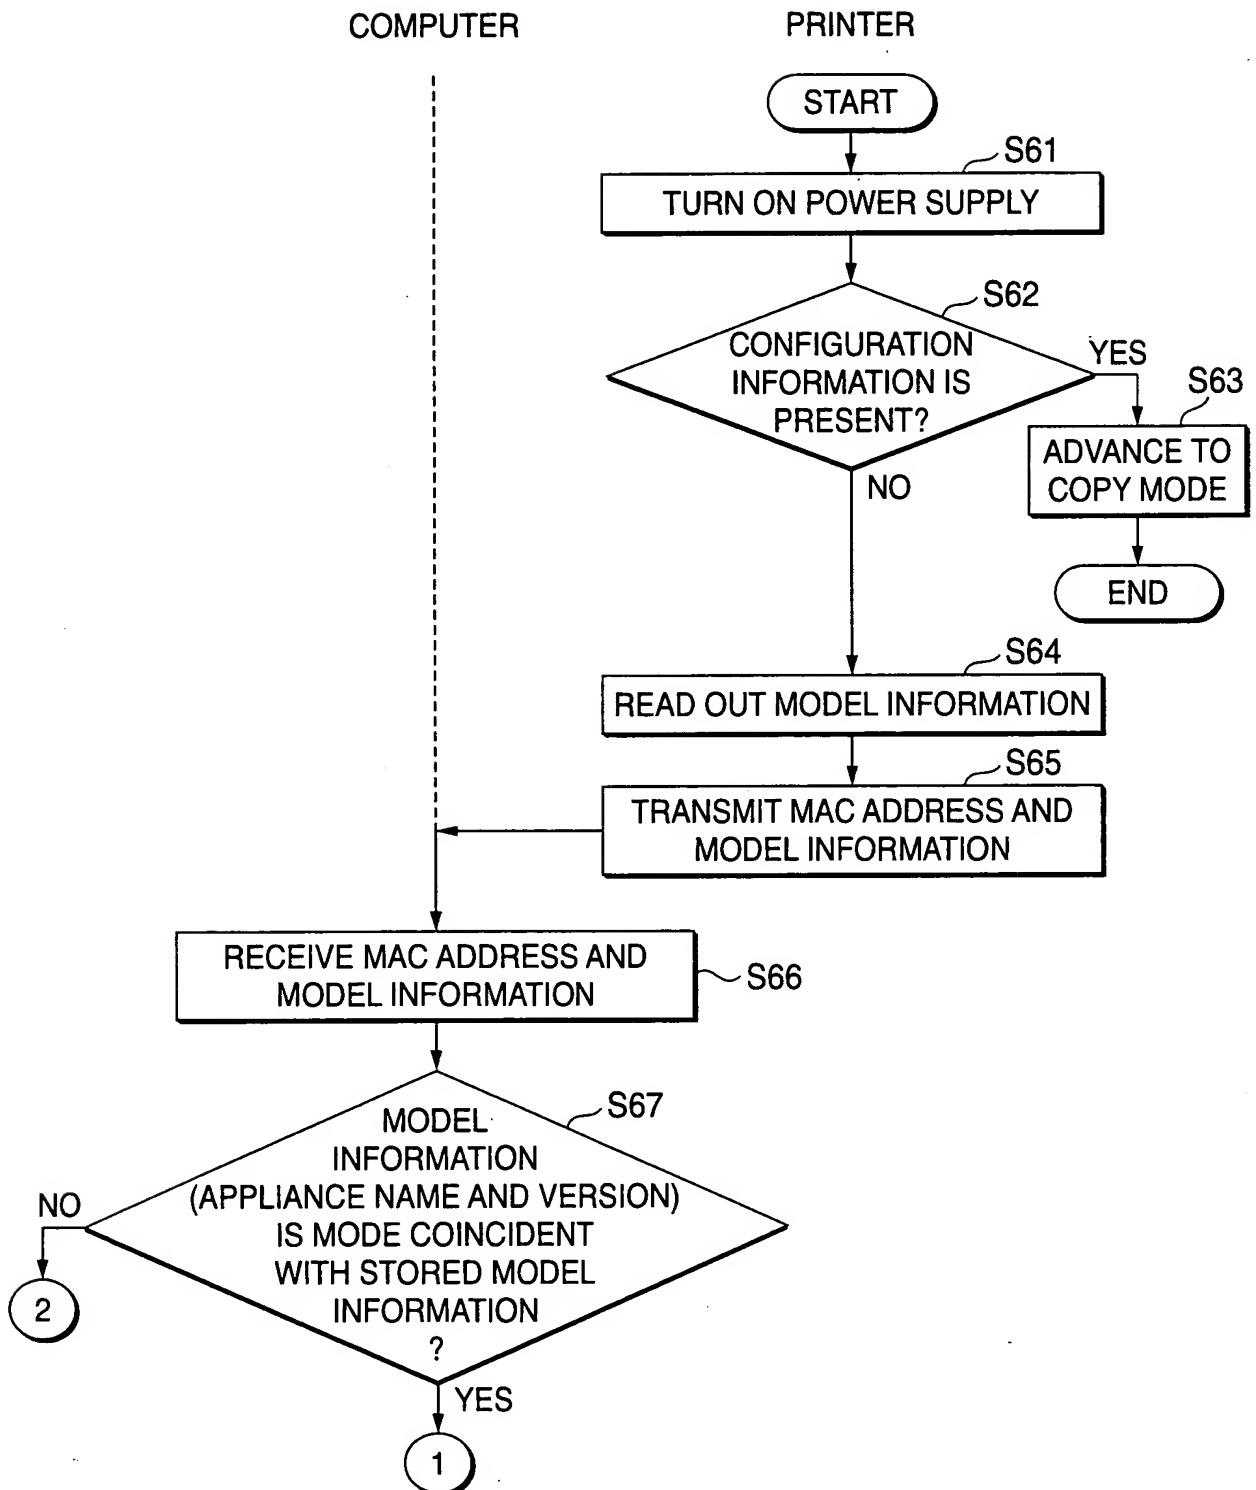 COMPUTER
PRINTER
START
S61
TURN ON POWER SUPPLY
S62
CONFIGURATION
INFORMATION IS
PRESENT?
YES
S63
ADVANCE TO
COPY MODE
NO
END
S64
READ OUT MODEL INFORMATION
S65
TRANSMIT MAC ADDRESS AND
MODEL INFORMATION
RECEIVE MAC ADDRESS AND
MODEL INFORMATION
S66
S67
MODEL
INFORMATION
(APPLIANCE NAME AND VERSION)
IS MODE COINCIDENT
WITH STORED MODEL
INFORMATION
?
NO
2
YES
1